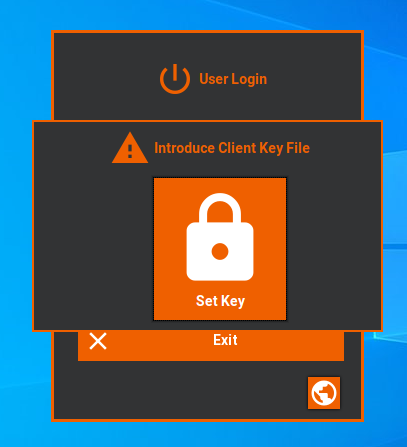 User Login
Introduce Client Key File
Set Key
Exit